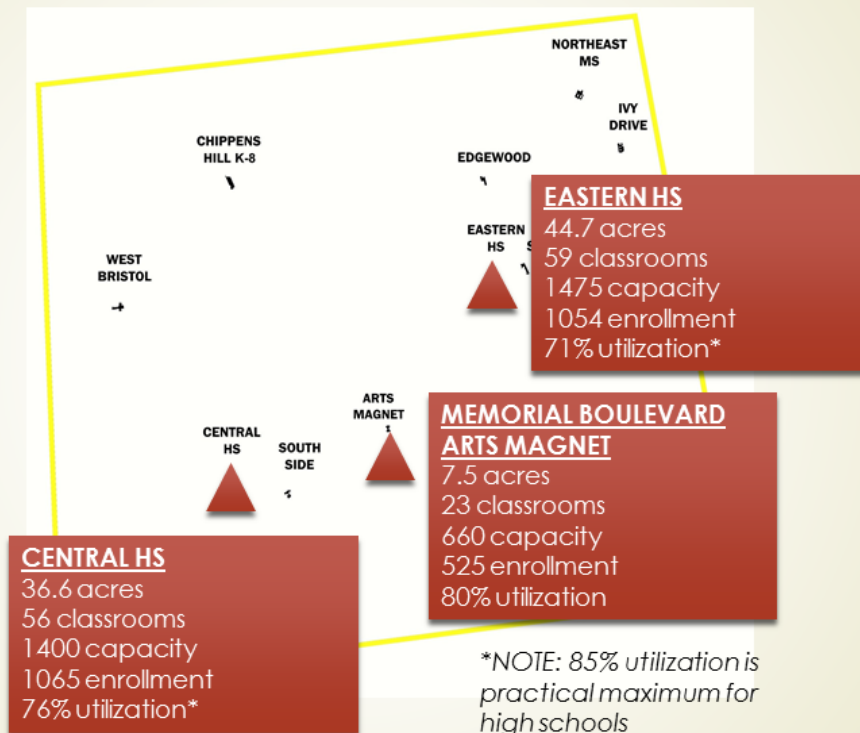 NORTHEAST
MS
IVY
DRIVE
CHIPPENS
HILL K-8
EDGEWOOD
EASTERN
HS
WEST
BRISTOL
EASTERN HS
44.7 acres
59 classrooms
1475 capacity
1054 enrollment
71% utilization*
ARTS
MAGNET
CENTRAL
HS
SOUTH
SIDE
MEMORIAL BOULEVARD
ARTS MAGNET
7.5 acres
23 classrooms
660 capacity
525 enrollment
80% utilization
CENTRAL HS
36.6 acres
56 classrooms
1400 capacity
1065 enrollment
76% utilization*
*NOTE: 85% utilization is
practical maximum for
high schools